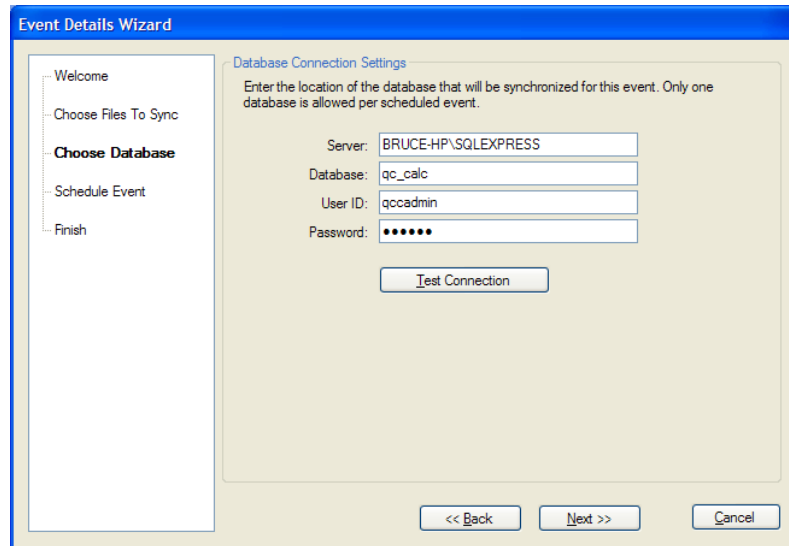 Event Details Wizard
Welcome
Choose Files To Sync
Choose Database
Schedule Event
Finish
Database Connection Settings
Enter the location of the database that will be synchronized for this event. Only one
database is allowed per scheduled event.
Server: BRUCE-HP\SQLEXPRESS
Database: qc_calc
User ID: qccadmin
Password: ●●●●●●
Test Connection
<< Back Next >> Cancel